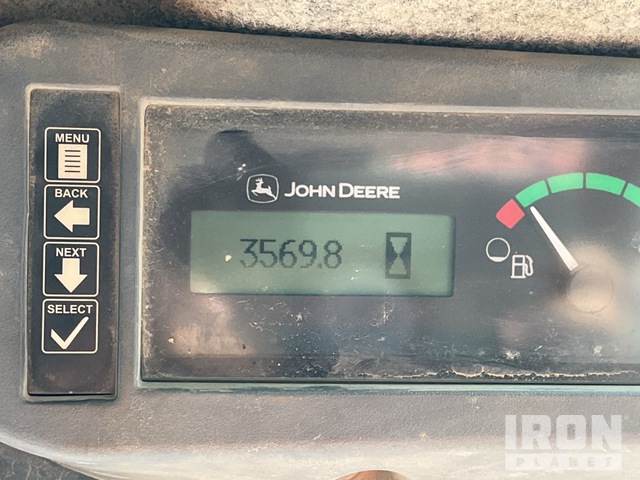 MENU
BACK
NEXT
SELECT
JOHN DEERE
3569.8
IRON
PLANET